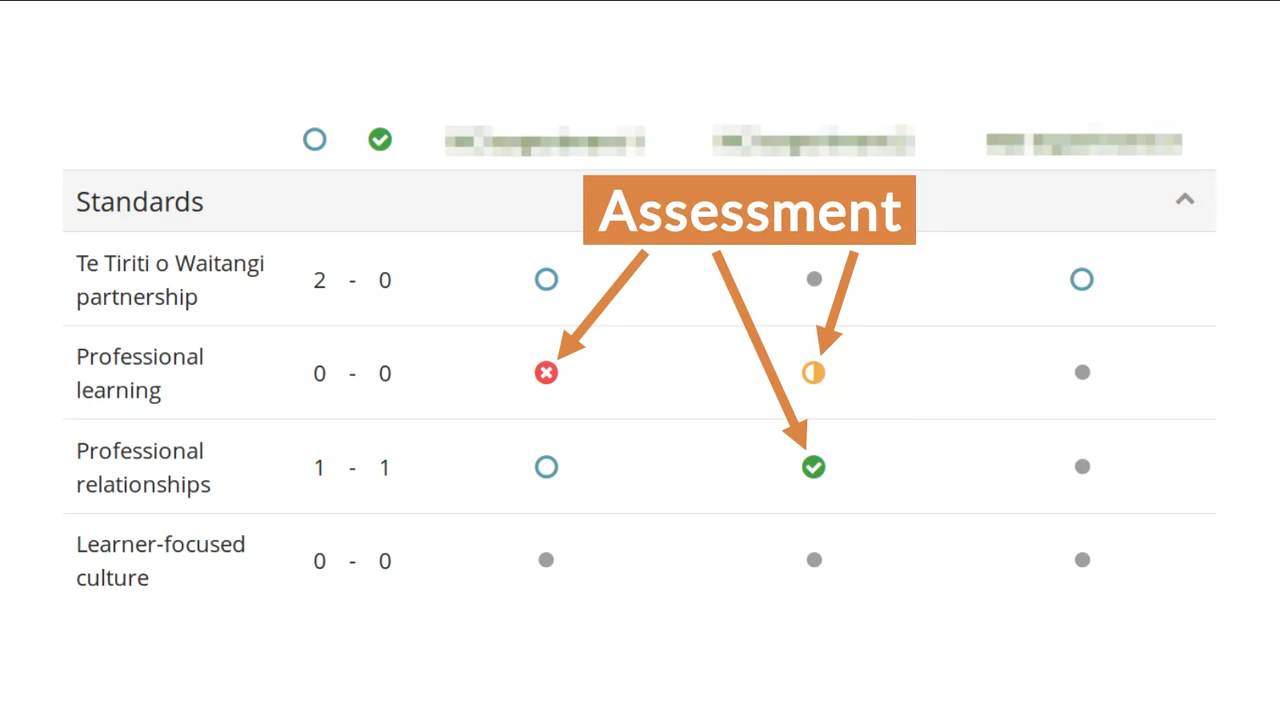 Standards
Assessment
Te Tiriti o Waitangi
partnership
2 - 0
Professional
learning
0 - 0
Professional
relationships
1 - 1
Learner-focused
culture
0 - 0